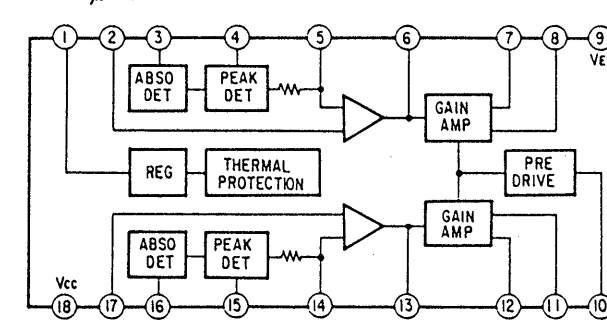 1 2 3 4 5 6 7 8 9
VE
ABSO DET
PEAK DET
GAIN AMP
REG
THERMAL PROTECTION
PRE DRIVE
ABSO DET
PEAK DET
GAIN AMP
Vcc
18 17 16 15 14 13 12 11 10